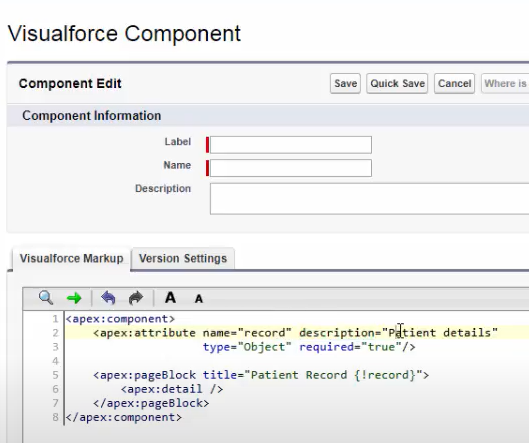 Visualforce Component
Component Edit Save Quick Save Cancel Where is
Component Information
Label
Name
Description
Visualforce Markup Version Settings
A A
1 <apex:component>
2 <apex:attribute name="record" description="Patient details"
3 type="Object" required="true"/>
4
5 <apex:pageBlock title="Patient Record {!record}">
6 <apex:detail />
7 </apex:pageBlock>
8 </apex:component>